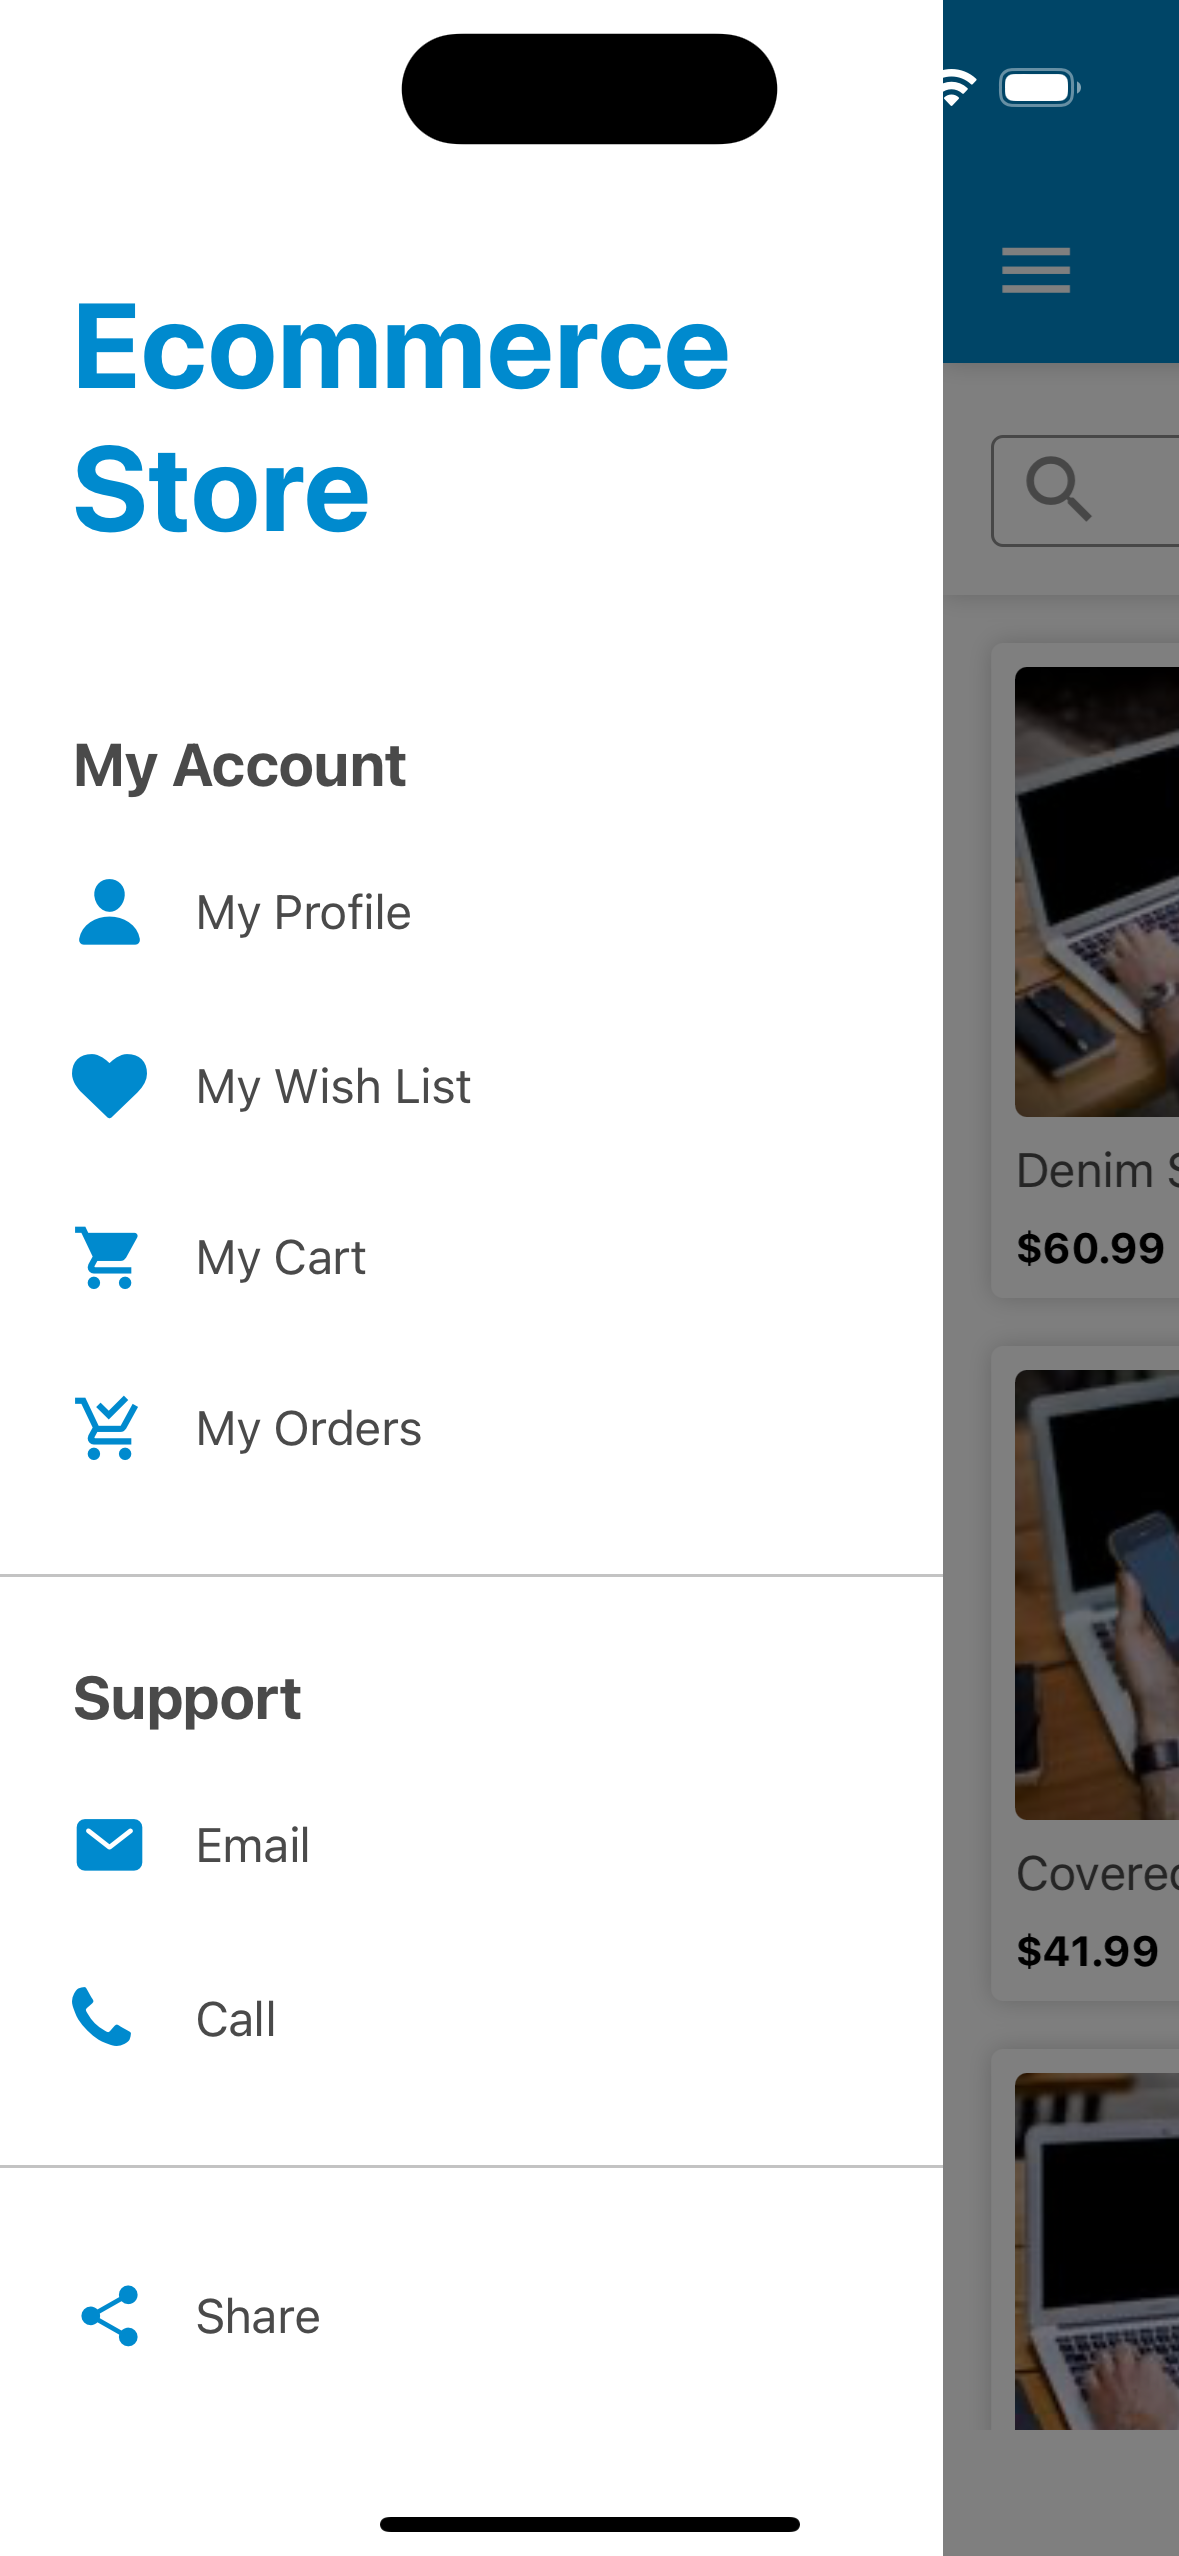 Ecommerce
Store
My Account
My Profile
My Wish List
My Cart
My Orders
Support
Email
Call
Share
Denim
$60.99
$41.99